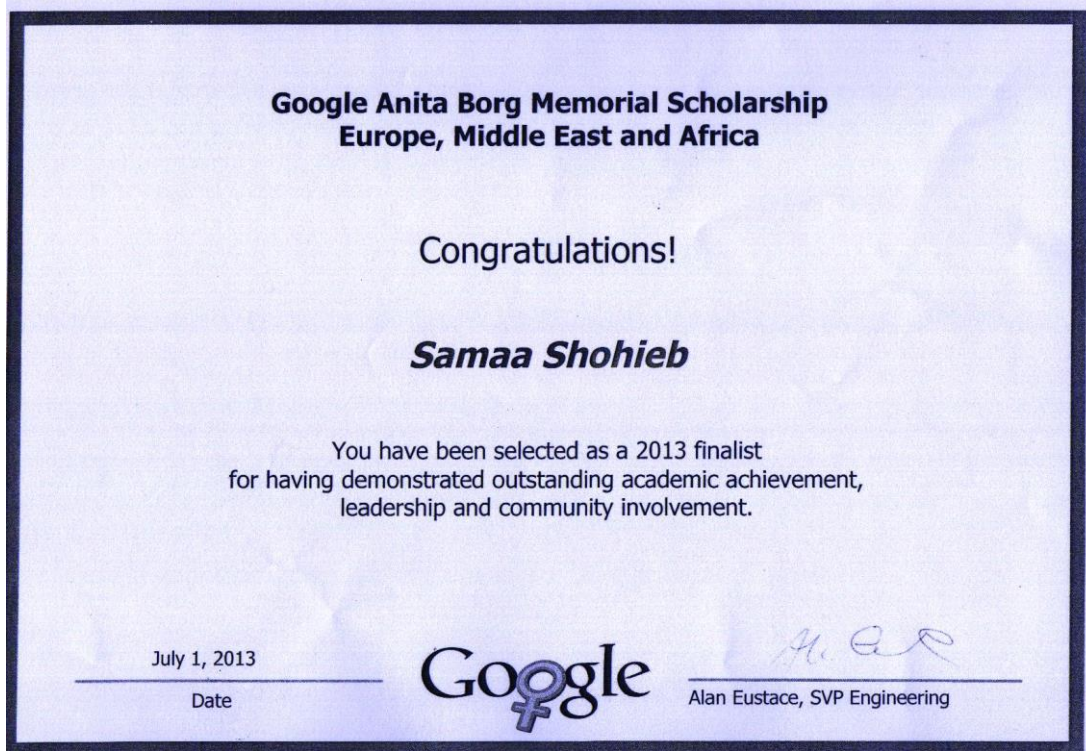 Google Anita Borg Memorial Scholarship
Europe, Middle East and Africa
Congratulations!
Samaa Shohieb
You have been selected as a 2013 finalist
for having demonstrated outstanding academic achievement,
leadership and community involvement.
July 1, 2013
Date
Google
Alan Eustace, SVP Engineering